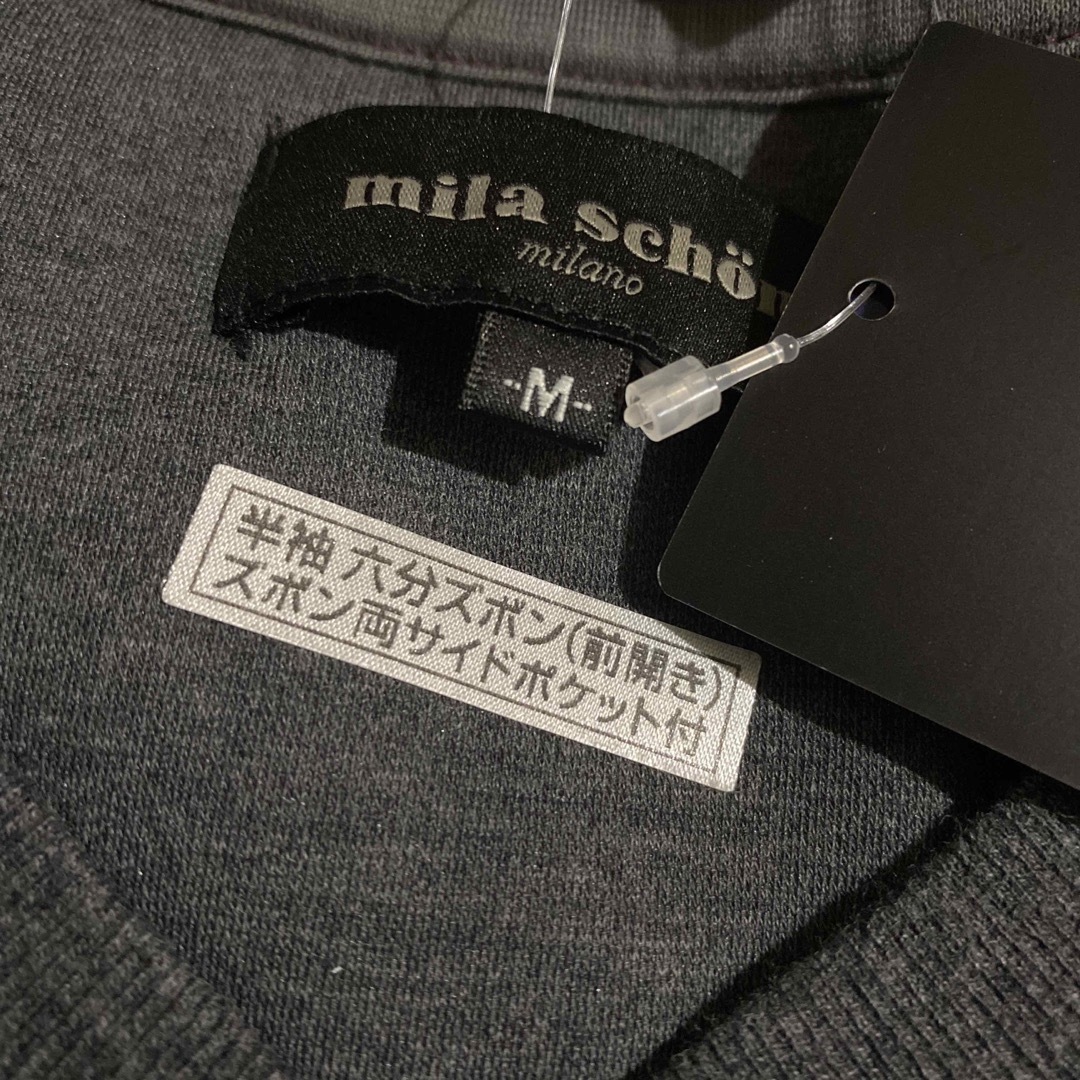 mila schön
milano
-M-
半袖 六分ズボン(前開き)
ズボン両サイドポケット付